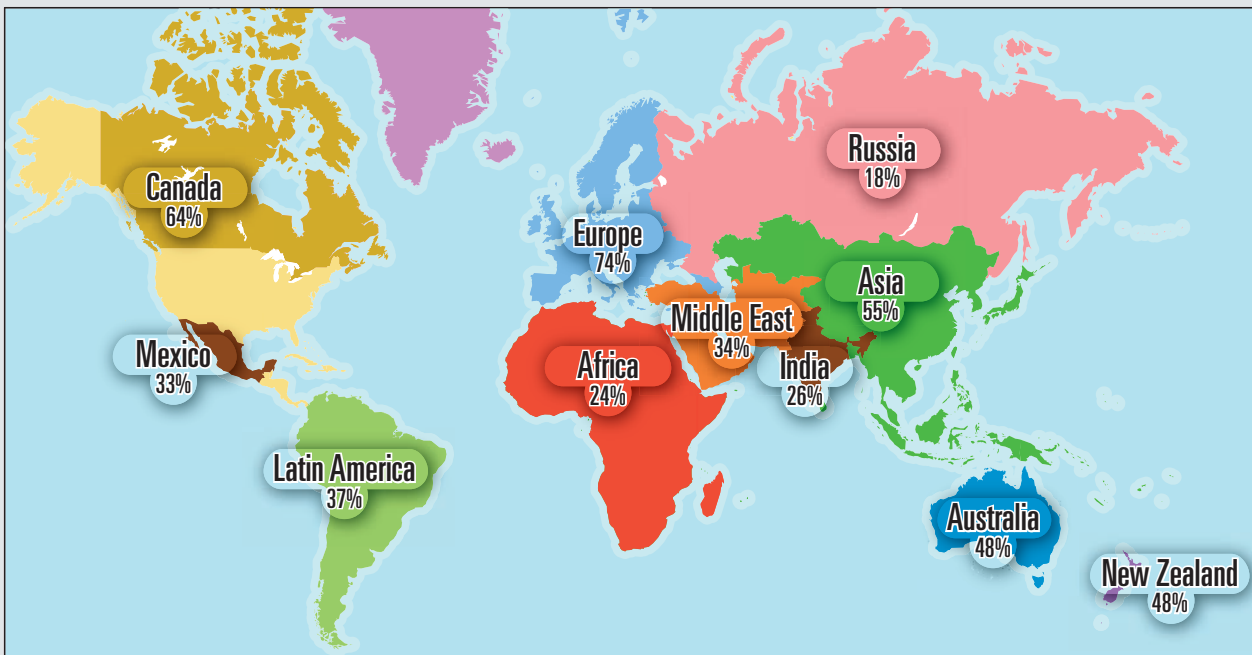 Russia
18%
Canada
64%
Europe
74%
Asia
55%
Middle East
34%
Mexico
33%
Africa
24%
India
26%
Latin America
37%
Australia
48%
New Zealand
48%